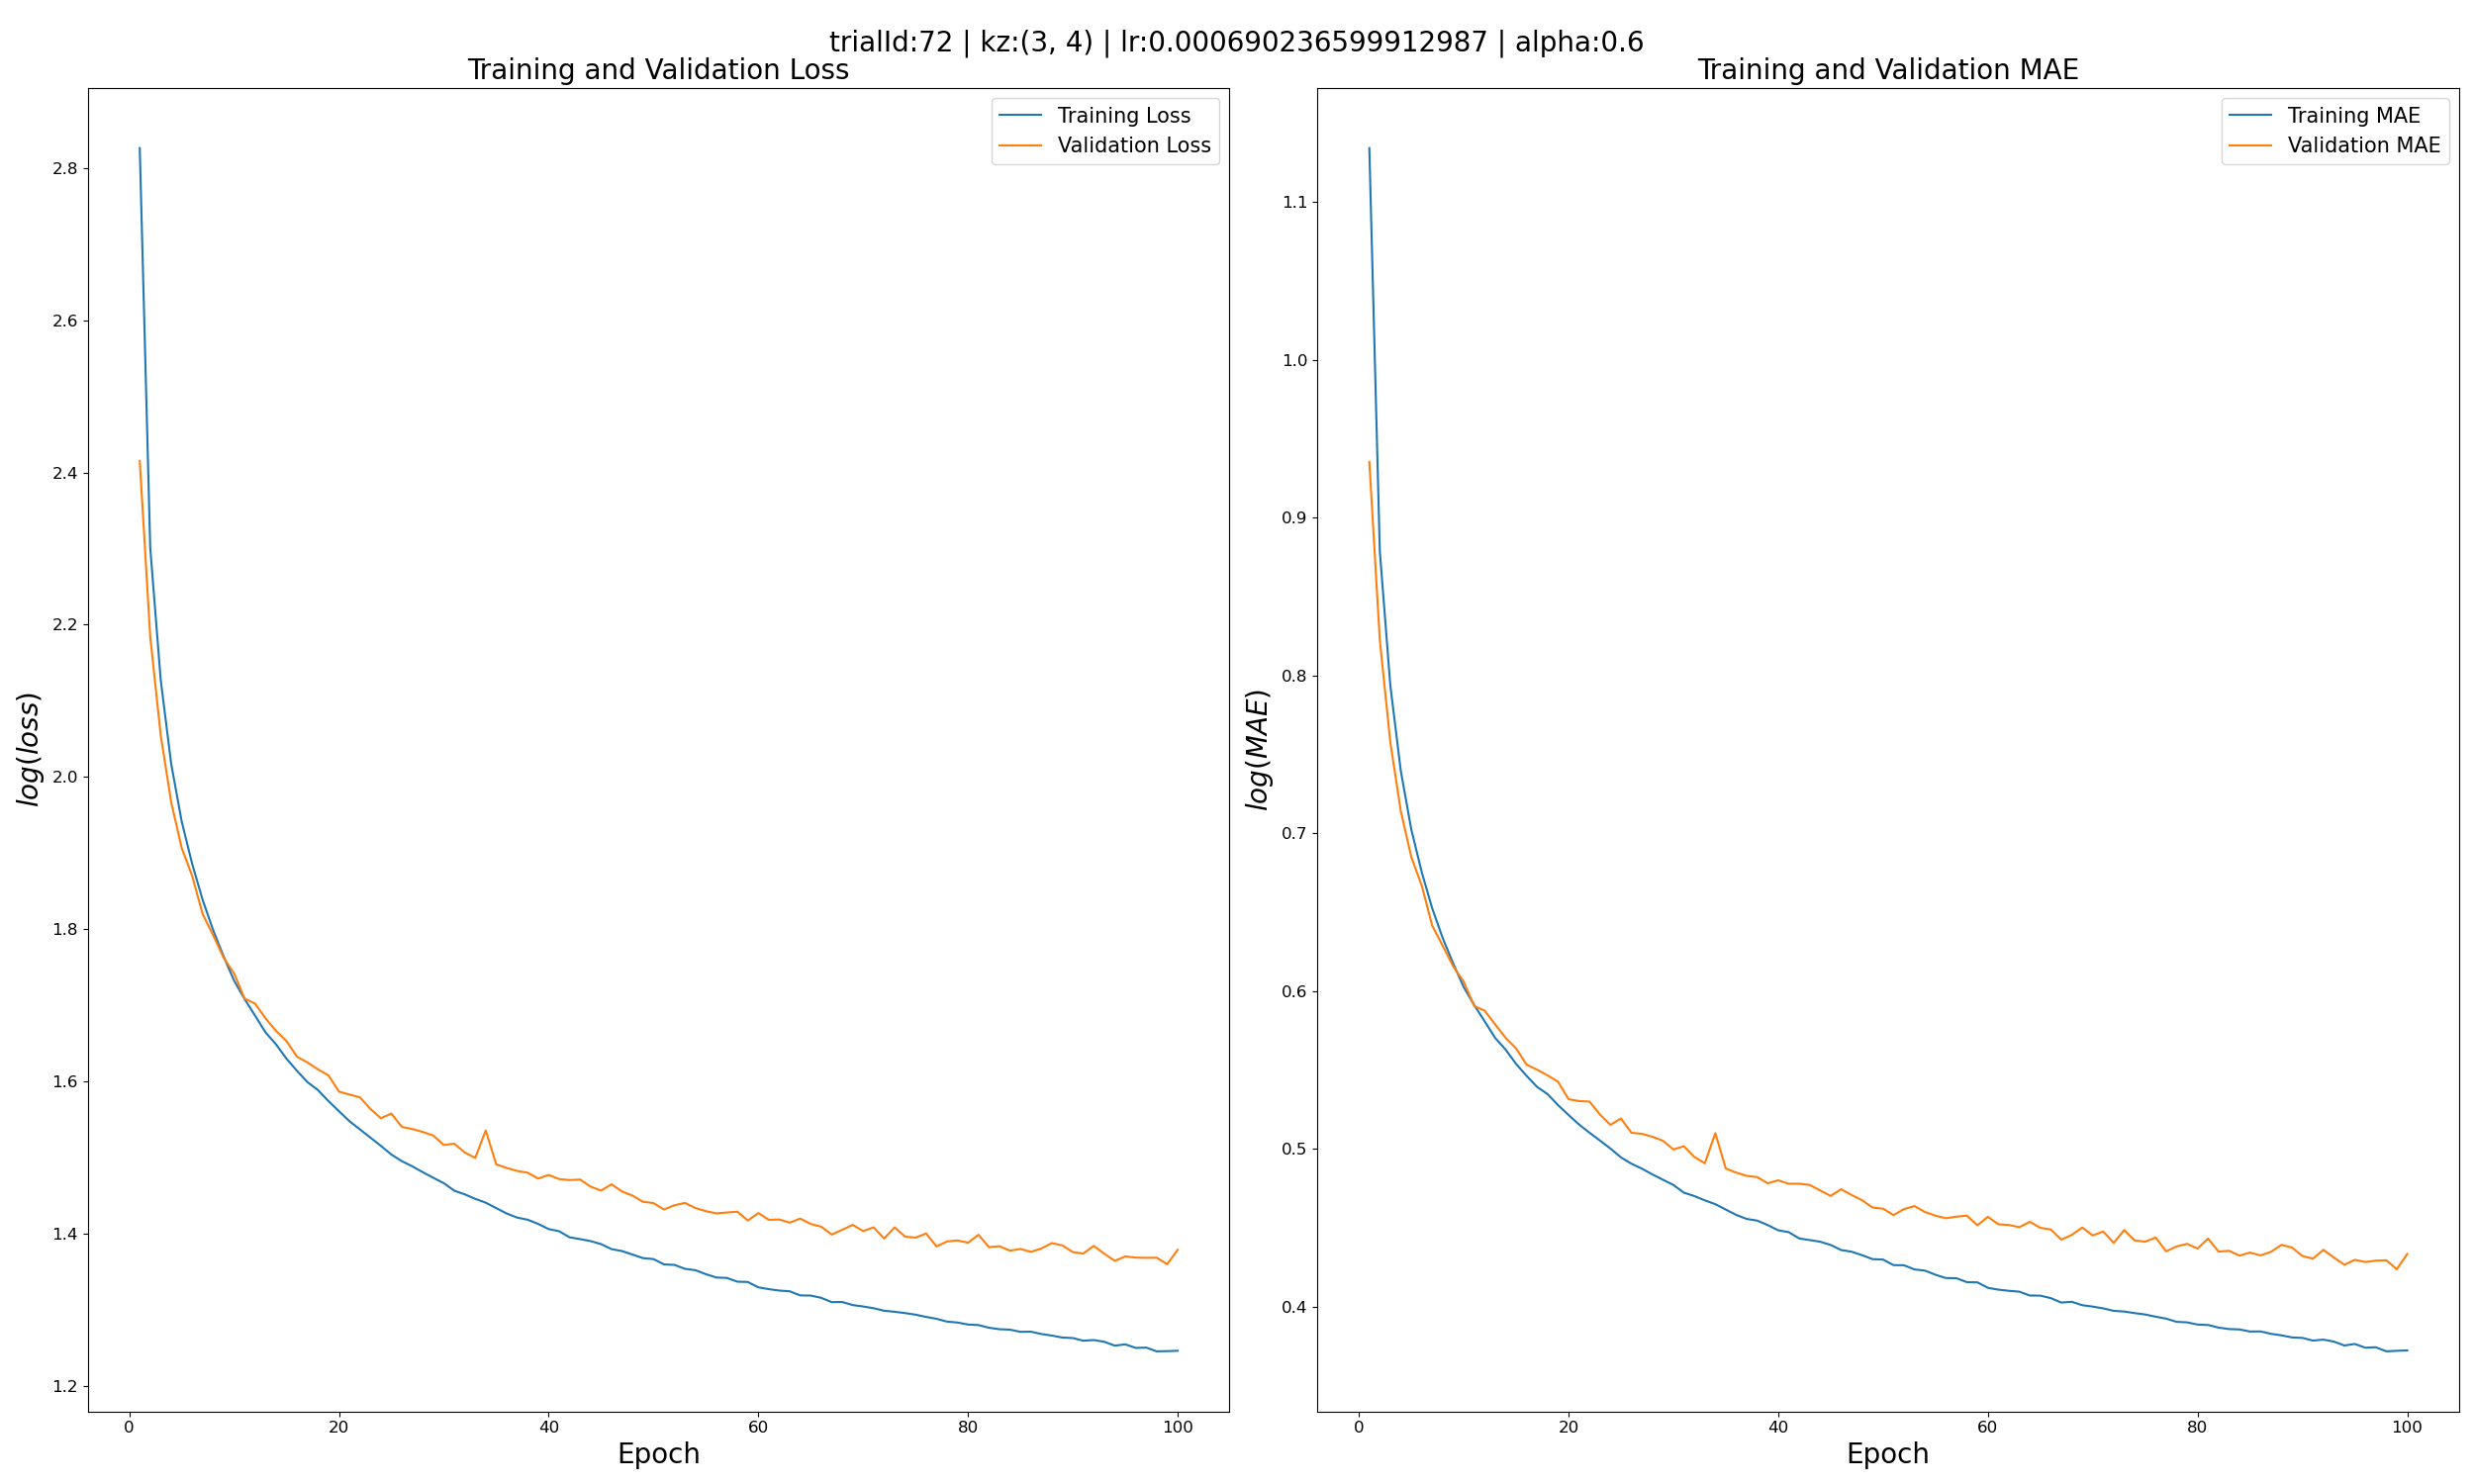 trialId:72 | kz:(3, 4) | lr:0.000690236599912987 | alpha:0.6
Training and Validation Loss
Training Loss
Validation Loss
2.8
2.6
2.4
2.2
2.0
1.8
1.6
1.4
1.2
log(loss)
0 20 40 60 80 100
Epoch
Training and Validation MAE
Training MAE
Validation MAE
1.1
1.0
0.9
0.8
0.7
0.6
0.5
0.4
log(MAE)
0 20 40 60 80 100
Epoch